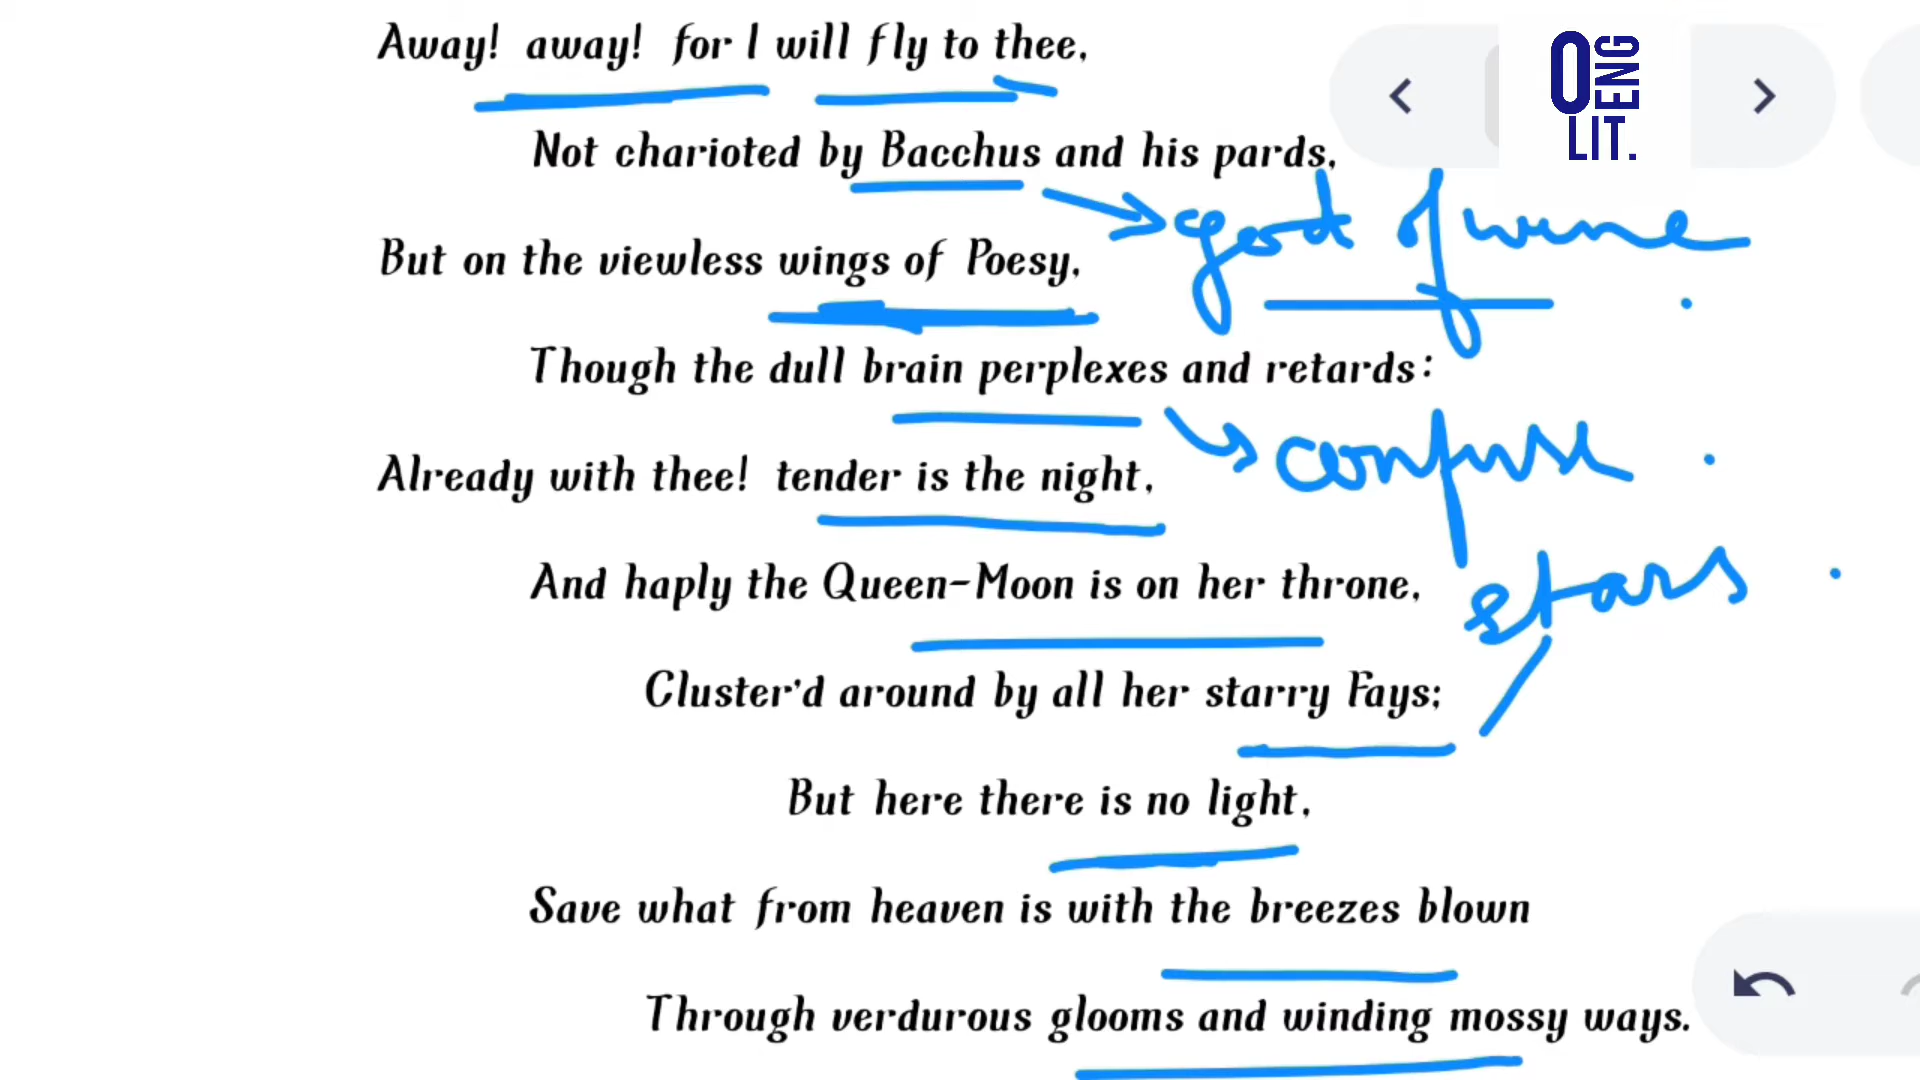 Away! away! for I will fly to thee,
Not charioted by Bacchus and his pards,
god of wine
But on the viewless wings of Poesy,
Though the dull brain perplexes and retards:
confuse
Already with thee! tender is the night,
And haply the Queen-Moon is on her throne,
stars
Cluster'd around by all her starry Fays;
But here there is no light,
Save what from heaven is with the breezes blown
Through verdurous glooms and winding mossy ways.
O ENG
LIT.